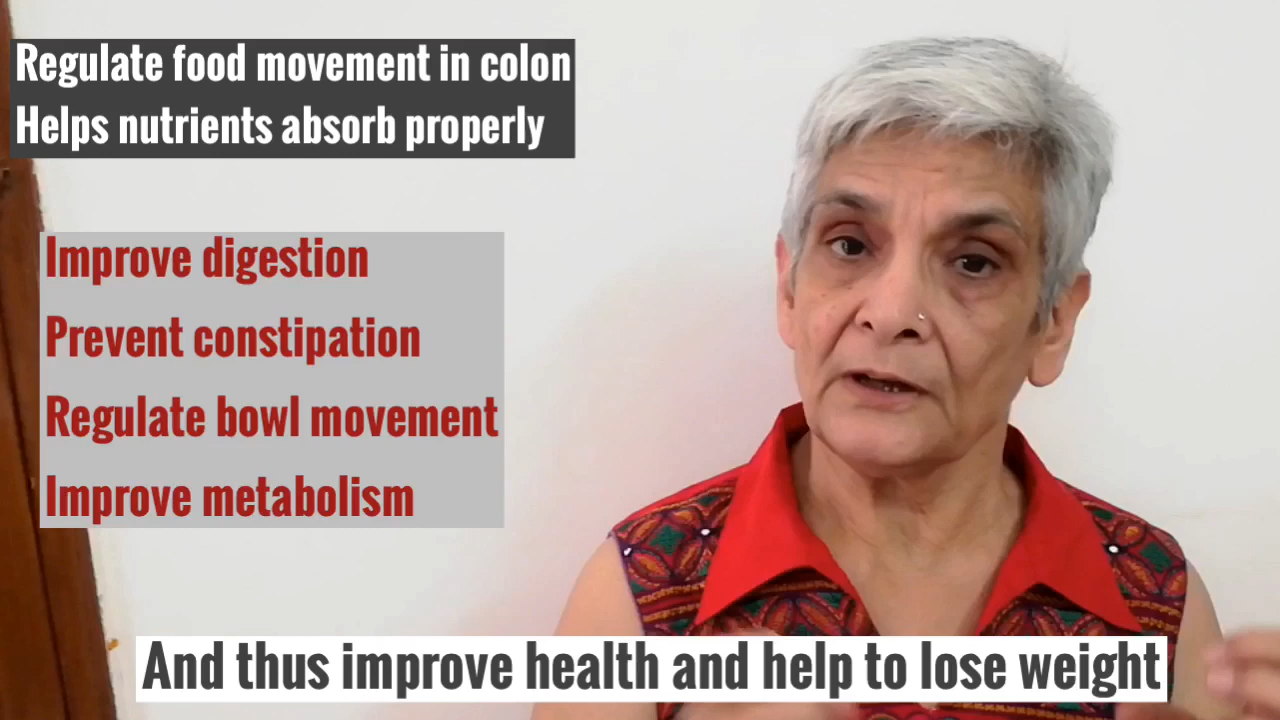 Regulate food movement in colon
Helps nutrients absorb properly
Improve digestion
Prevent constipation
Regulate bowl movement
Improve metabolism
And thus improve health and help to lose weight